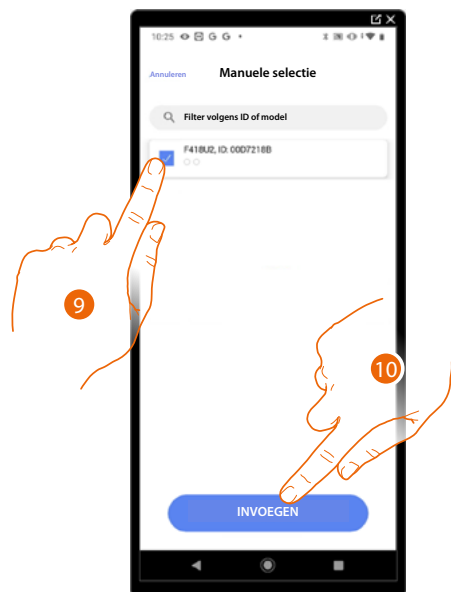 10:25 G G
Annuleren Manuele selectie
Filter volgens ID of model
F418U2, ID: 00D7218B
9
10
INVOEGEN